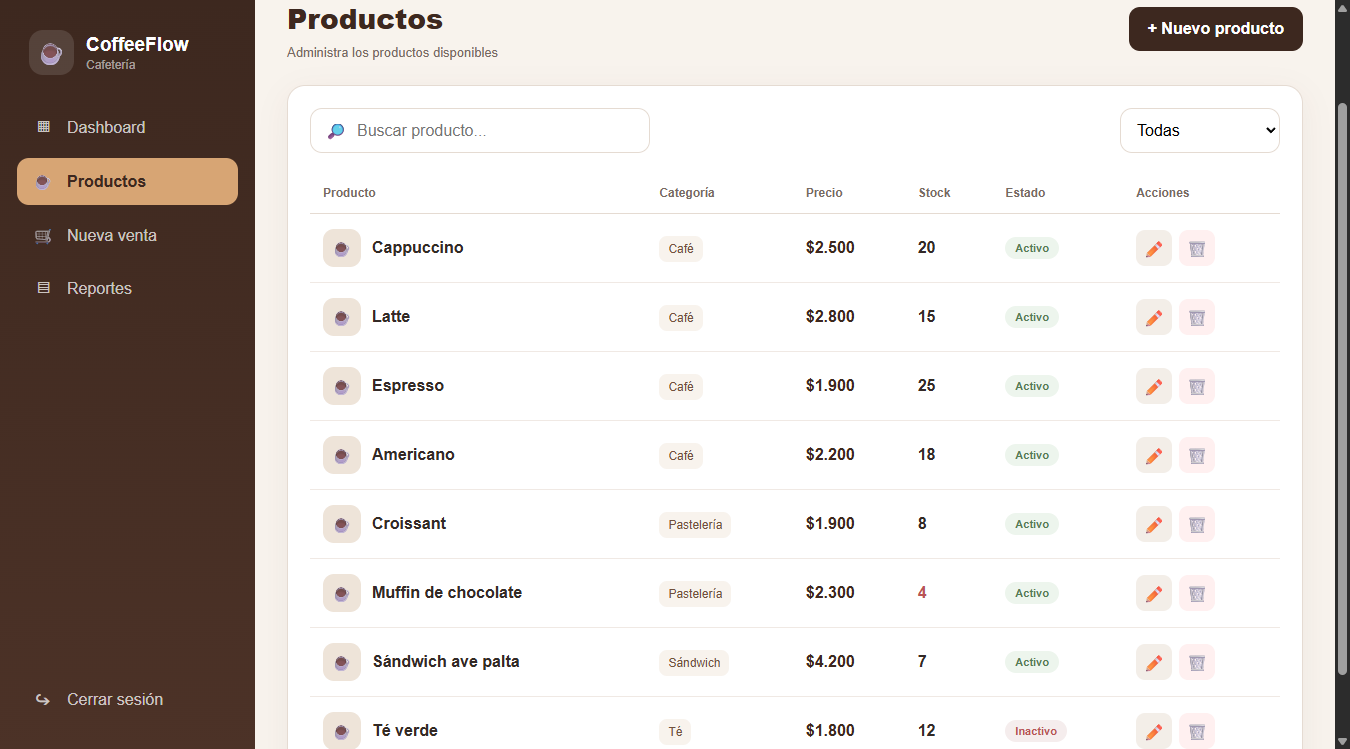 CoffeeFlow
Cafetería
Dashboard
Productos
Nueva venta
Reportes
Cerrar sesión
Productos
Administra los productos disponibles
+ Nuevo producto
Buscar producto...
Todas
Producto Categoría Precio Stock Estado Acciones
Cappuccino Café $2.500 20 Activo
Latte Café $2.800 15 Activo
Espresso Café $1.900 25 Activo
Americano Café $2.200 18 Activo
Croissant Pastelería $1.900 8 Activo
Muffin de chocolate Pastelería $2.300 4 Activo
Sándwich ave palta Sándwich $4.200 7 Activo
Té verde Té $1.800 12 Inactivo